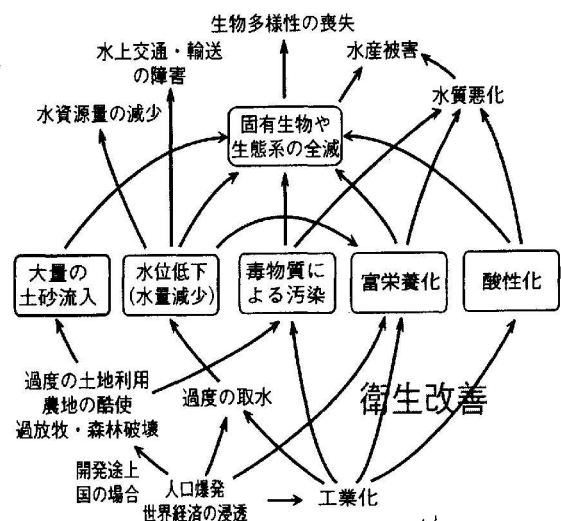 生物多様性の喪失
水上交通・輸送
の障害
水産被害
水資源量の減少
水質悪化
固有生物や
生態系の全滅
大量の
土砂流入
水位低下
(水量減少)
毒物質に
よる汚染
富栄養化
酸性化
過度の土地利用
農地の酷使
過放牧・森林破壊
過度の取水
衛生改善
開発途上
国の場合
人口爆発
世界経済の浸透
工業化